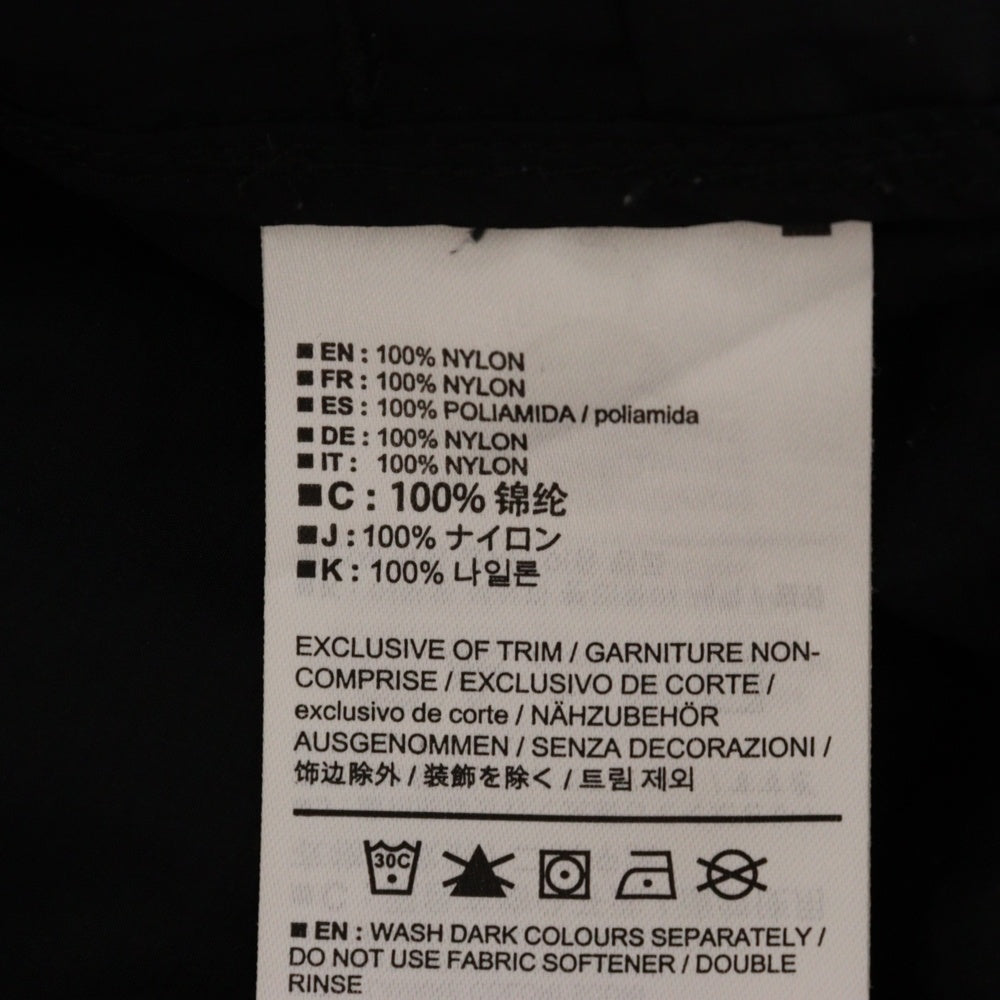 ■ EN : 100% NYLON
■ FR : 100% NYLON
■ ES : 100% POLIAMIDA / poliamida
■ DE : 100% NYLON
■ IT : 100% NYLON
■ C : 100% 锦纶
■ J : 100% ナイロン
■ K : 100% 나일론
EXCLUSIVE OF TRIM / GARNITURE NON-
COMPRISE / EXCLUSIVO DE CORTE /
exclusivo de corte / NÄHZUBEHÖR
AUSGENOMMEN / SENZA DECORAZIONI /
饰边除外 / 装飾を除く / 트림 제외
30C
■ EN : WASH DARK COLOURS SEPARATELY /
DO NOT USE FABRIC SOFTENER / DOUBLE
RINSE